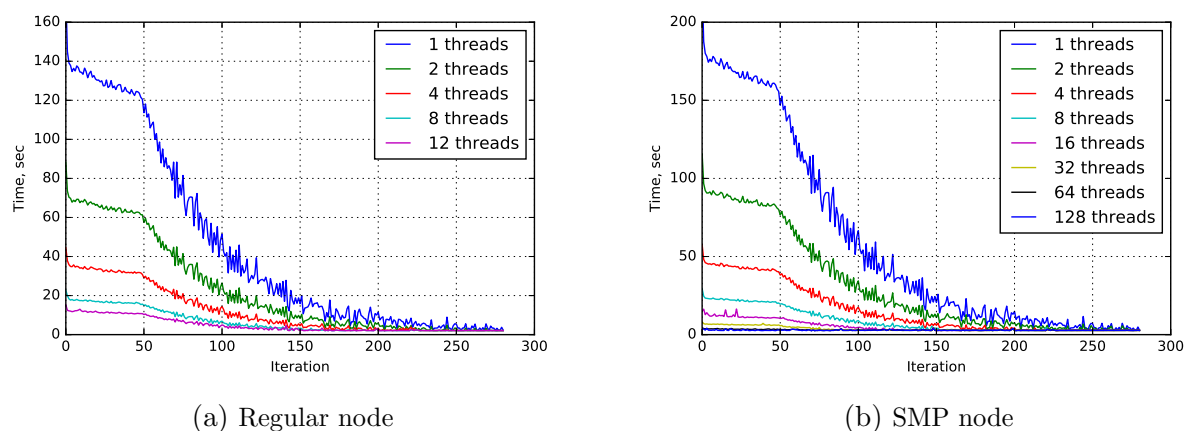 160
140
120
100
80
60
40
20
0
Time, sec
0 50 100 150 200 250 300
Iteration
1 threads
2 threads
4 threads
8 threads
12 threads
(a) Regular node
200
150
100
50
0
Time, sec
0 50 100 150 200 250 300
Iteration
1 threads
2 threads
4 threads
8 threads
16 threads
32 threads
64 threads
128 threads
(b) SMP node